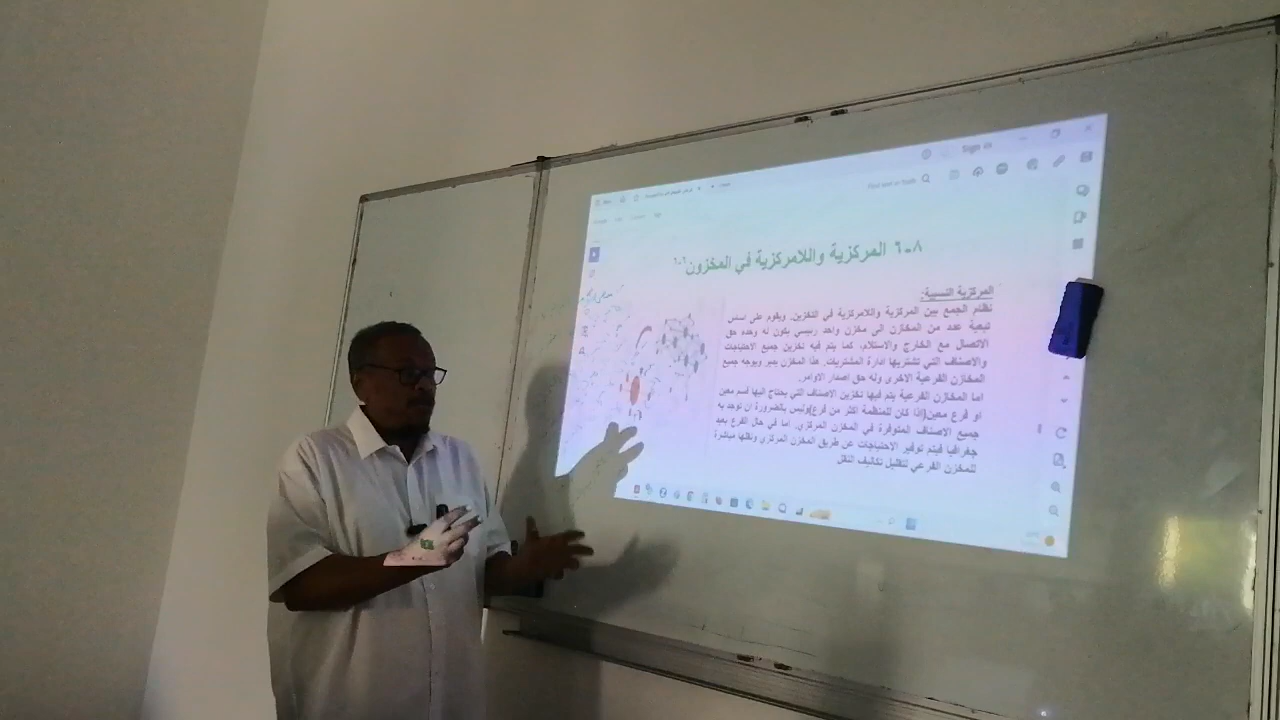 Sign in
٦-٨ المركزية واللامركزية في المخزون
المركزية النسبية:
نظام الجمع بين المركزية واللامركزية في التخزين. ويقوم على اساس
تبعية عدد من المخازن الى مخزن واحد رئيسي يكون له وحده حق
الاتصال مع الخارج والاستلام، كما يتم فيه تخزين جميع الاحتياجات
والاصناف التي تشتريها ادارة المشتريات. هذا المخزن يدير ويوجه جميع
المخازن الفرعية الاخرى وله حق اصدار الاوامر.
اما المخازن الفرعية يتم فيها تخزين الاصناف التي يحتاج اليها قسم معين
او فرع معين(اذا كان للمنظمة اكثر من فرع)وليس بالضرورة ان توجد به
جميع الاصناف المتوفرة في المخزن المركزي. اما في حال الفرع بعيد
جغرافيا فيتم توفير الاحتياجات عن طريق المخزن المركزي ونقلها مباشرة
للمخزن الفرعي لتقليل تكاليف النقل